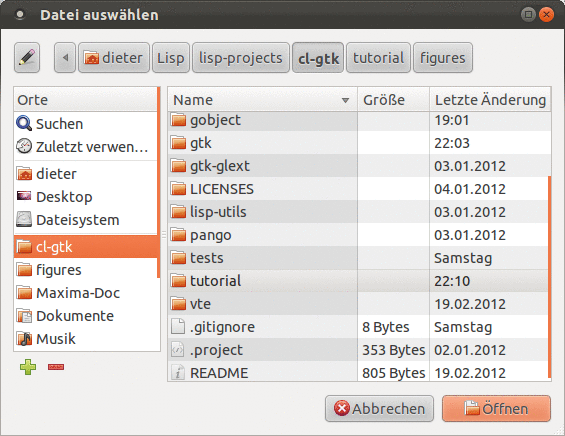 Datei auswählen
dieter Lisp lisp-projects cl-gtk tutorial figures
Orte
Suchen
Zuletzt verwen...
dieter
Desktop
Dateisystem
cl-gtk
figures
Maxima-Doc
Dokumente
Musik
Name Größe Letzte Änderung
gobject 19:01
gtk 22:03
gtk-glext 03.01.2012
LICENSES 04.01.2012
lisp-utils 03.01.2012
pango 03.01.2012
tests Samstag
tutorial 22:10
vte 19.02.2012
.gitignore 8 Bytes Samstag
.project 353 Bytes 02.01.2012
README 805 Bytes 19.02.2012
Abbrechen Öffnen